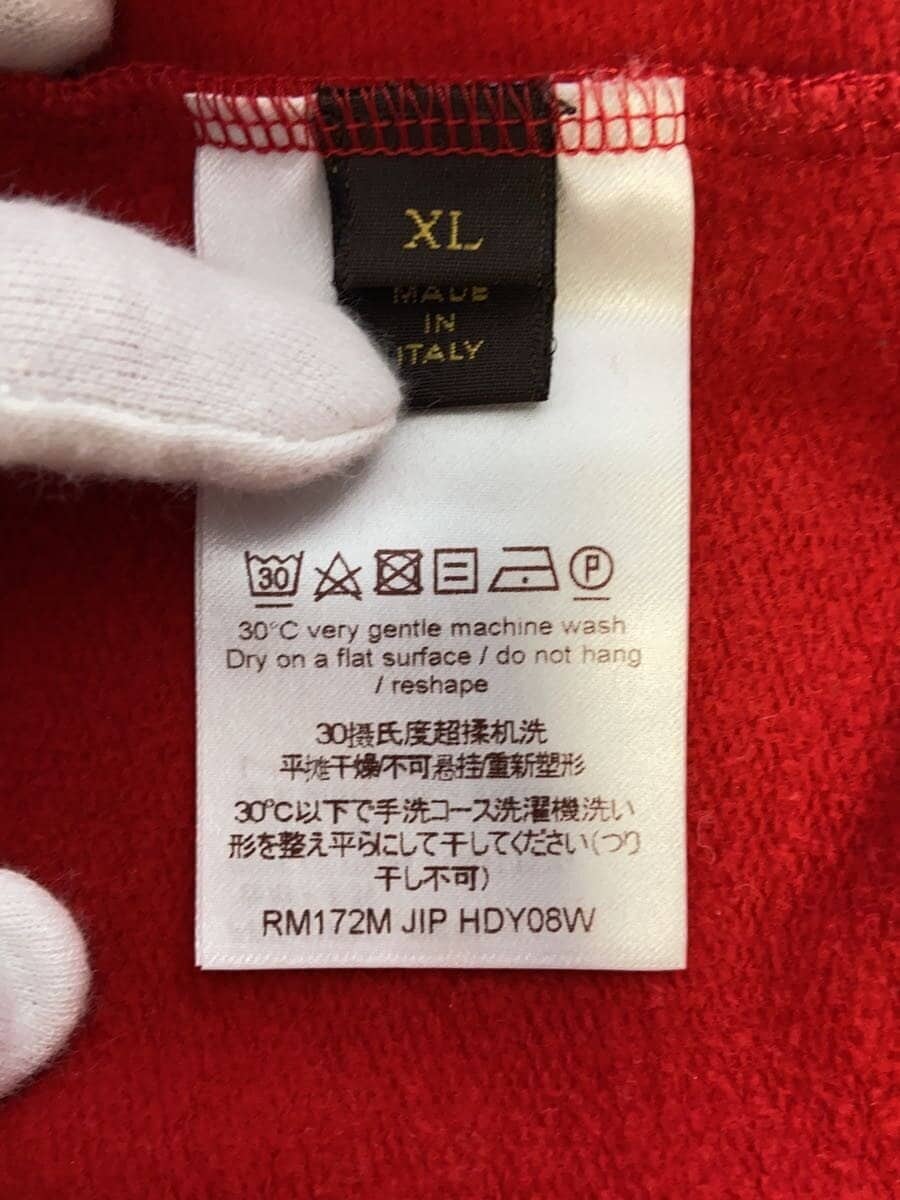 XL
MADE
IN
ITALY
30
P
30°C very gentle machine wash
Dry on a flat surface / do not hang
/ reshape
30摄氏度超揉机洗
平摊干燥/不可悬挂/重新塑形
30°C以下で手洗コース洗濯機洗い
形を整え平らにして干してください(つり
干し不可)
RM172M JIP HDY08W